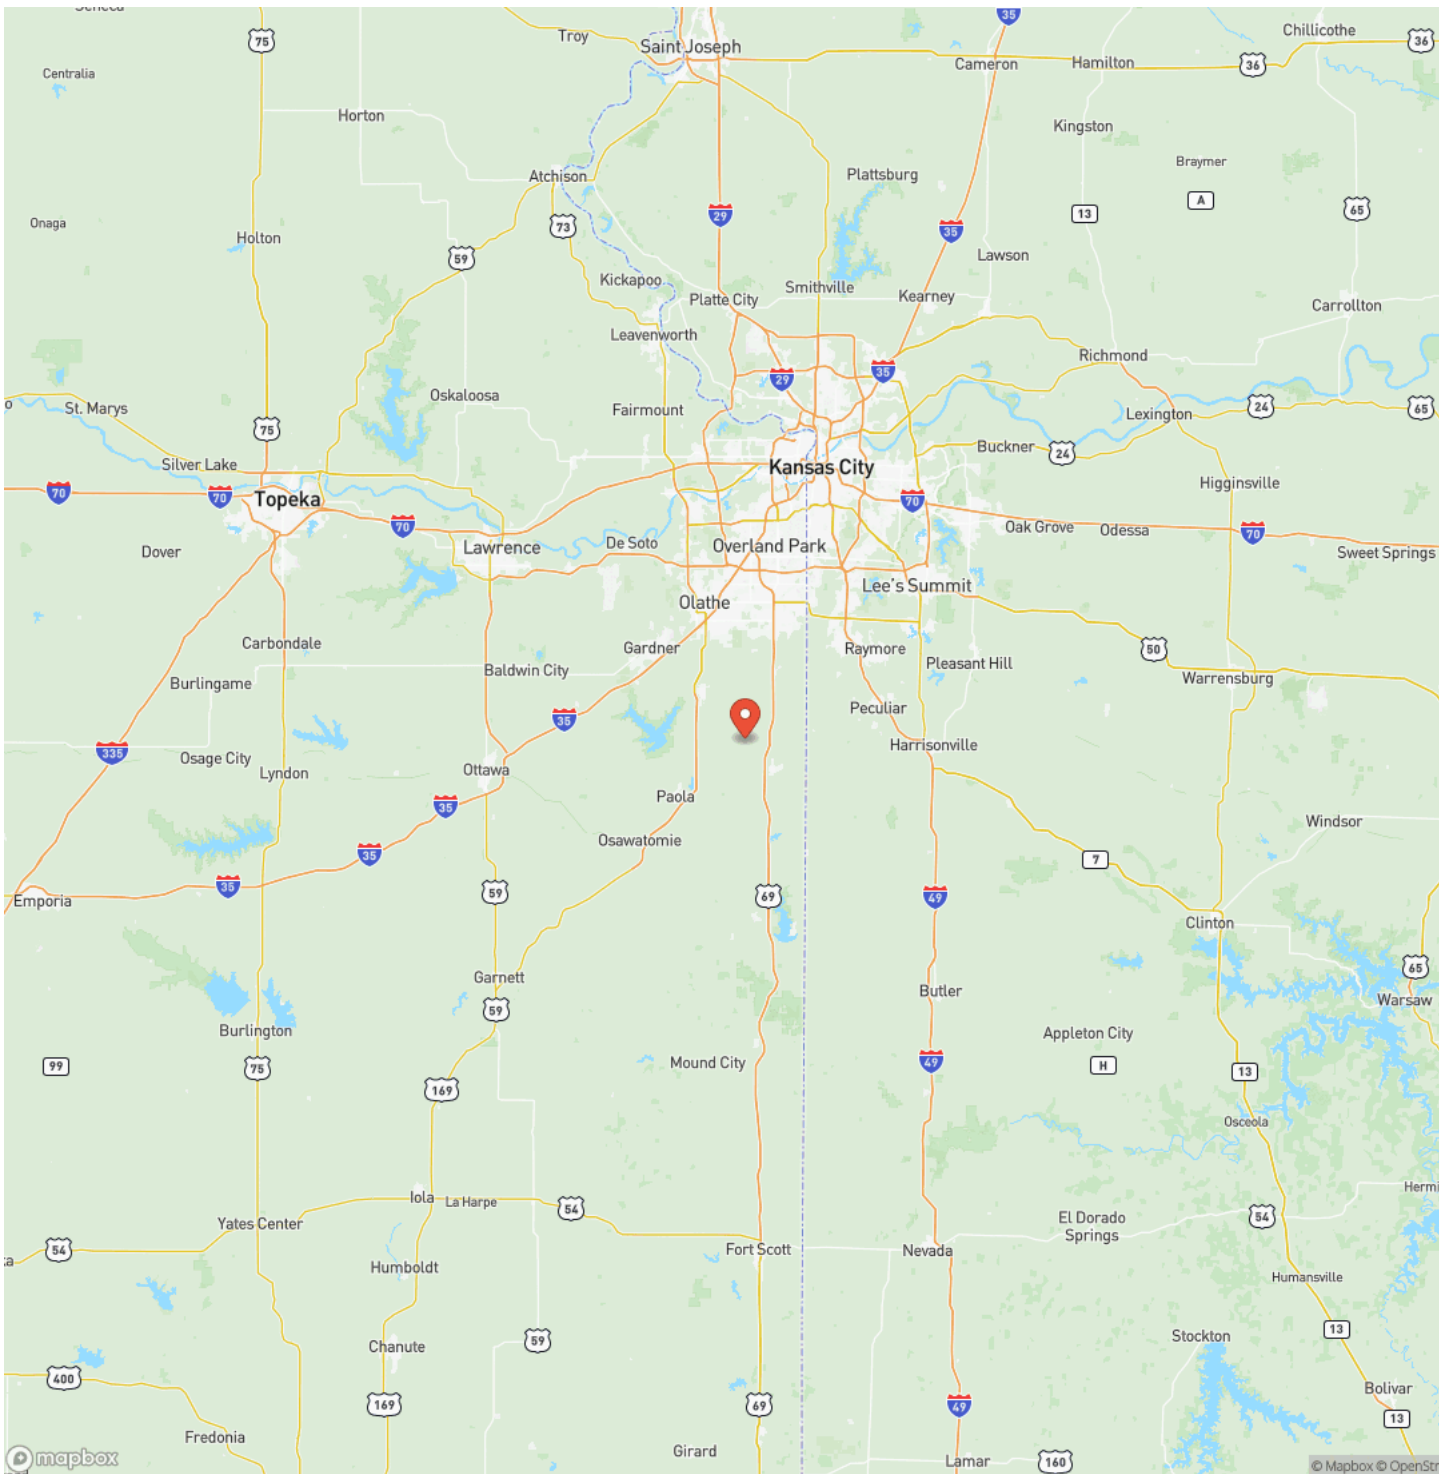 Seneca
35
75
Troy
Saint Joseph
Chillicothe
36
Centralia
Cameron
Hamilton
36
Horton
Kingston
Braymer
Atchison
Plattsburg
A
65
13
29
Onaga
73
35
Holton
59
Lawson
Kickapoo
Smithville
Platte City
Kearney
Carrollton
Leavenworth
Richmond
35
29
Oskaloosa
St. Marys
Fairmount
Lexington
24
65
75
Buckner
24
Silver Lake
Kansas City
Higginsville
70
70
Topeka
70
70
Oak Grove
Odessa
70
Dover
Lawrence
De Soto
Overland Park
Sweet Springs
Lee's Summit
Olathe
Carbondale
Gardner
Raymore
50
Baldwin City
Pleasant Hill
Burlingame
Warrensburg
Peculiar
35
335
Osage City
Harrisonville
Lyndon
Ottawa
Paola
35
Windsor
Osawatomie
35
7
35
59
69
49
Emporia
Clinton
65
Garnett
Butler
Warsaw
59
Burlington
Appleton City
Mound City
99
75
49
H
13
169
Osceola
Hermi
Iola
La Harpe
54
54
Yates Center
El Dorado
Springs
54
Fort Scott
Nevada
ka
Humboldt
Humansville
13
59
Stockton
Chanute
400
Bolivar
169
69
49
13
Fredonia
Girard
Lamar
160
mapbox
© Mapbox © OpenStr